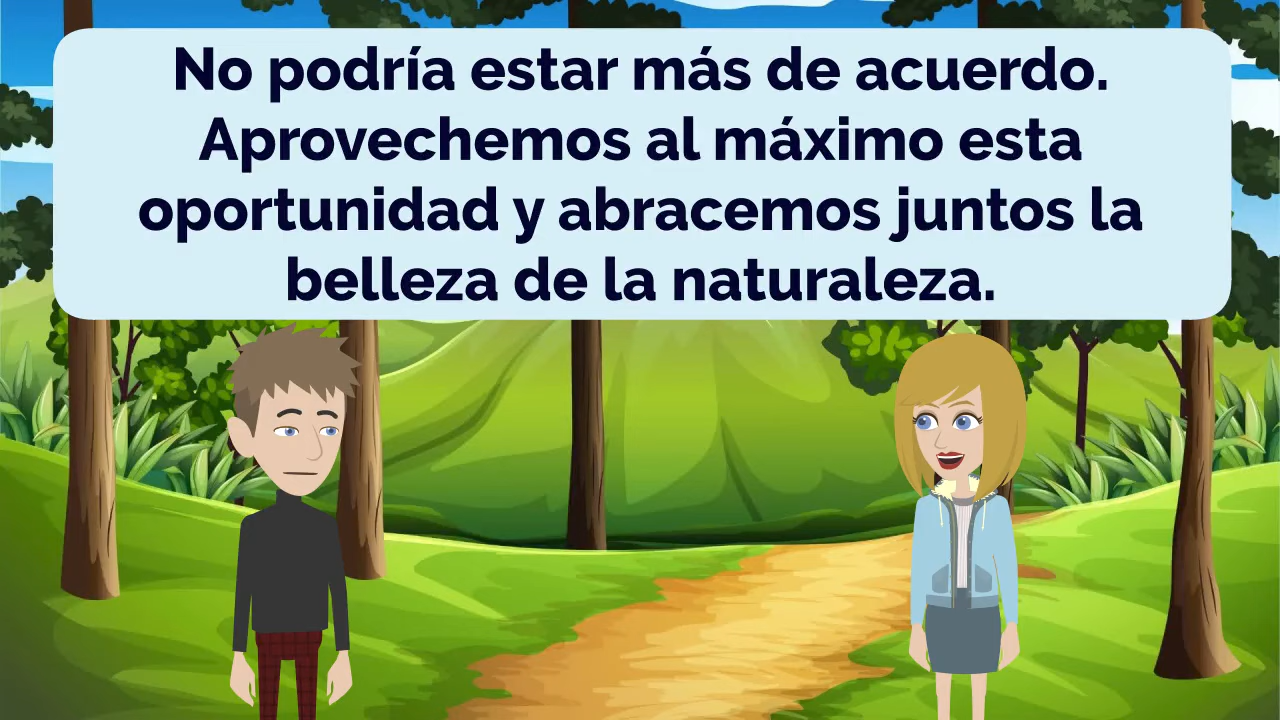 No podría estar más de acuerdo.
Aprovechemos al máximo esta
oportunidad y abracemos juntos la
belleza de la naturaleza.